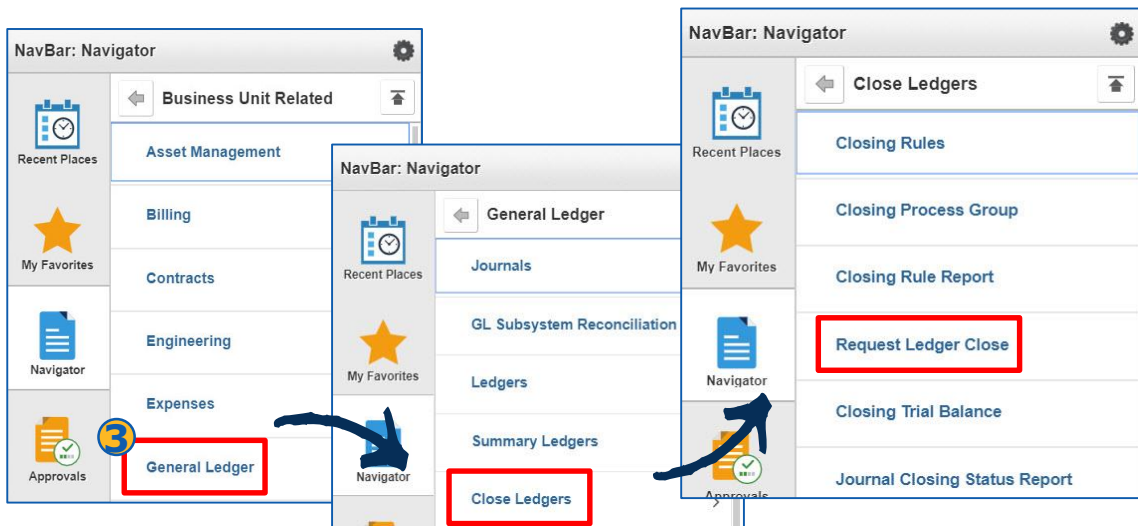 NavBar: Navigator
Recent Places
My Favorites
Navigator
Approvals
Business Unit Related
Asset Management
Billing
Contracts
Engineering
Expenses
3
General Ledger
NavBar: Navigator
Recent Places
My Favorites
Navigator
General Ledger
Journals
GL Subsystem Reconciliation
Ledgers
Summary Ledgers
Close Ledgers
NavBar: Navigator
Recent Places
My Favorites
Navigator
Approvals
Close Ledgers
Closing Rules
Closing Process Group
Closing Rule Report
Request Ledger Close
Closing Trial Balance
Journal Closing Status Report